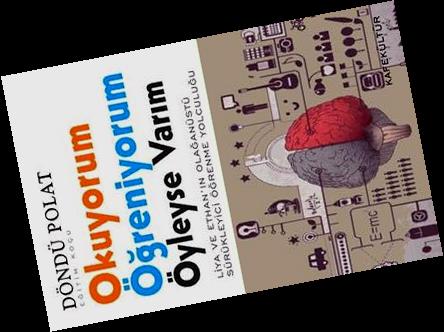 DÖNDÜ POLAT
EĞİTİM KOÇU
Okuyorum
Öğreniyorum
Öyleyse Varım
LİYA VE ETHAN'IN OLAĞANÜSTÜ
SÜRÜKLEYİCİ ÖĞRENME YOLCULUĞU
KAFEKÜLTÜR
E=mc²